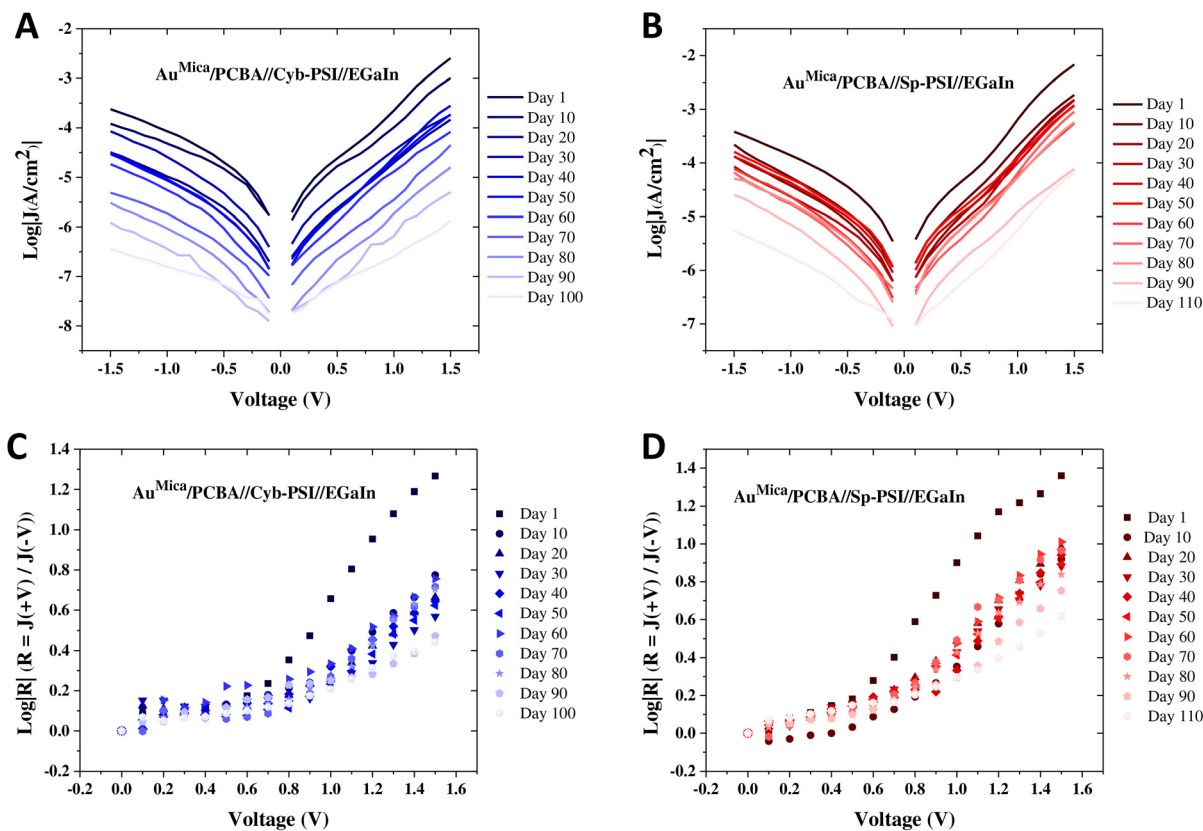 A
Au^Mica/PCBA//Cyb-PSI//EGaIn
Log|J(A/cm²)|
-2
-3
-4
-5
-6
-7
-8
-1.5 -1.0 -0.5 0.0 0.5 1.0 1.5
Voltage (V)
Day 1
Day 10
Day 20
Day 30
Day 40
Day 50
Day 60
Day 70
Day 80
Day 90
Day 100
B
Au^Mica/PCBA//Sp-PSI//EGaIn
Log|J(A/cm²)|
-2
-3
-4
-5
-6
-7
-1.5 -1.0 -0.5 0.0 0.5 1.0 1.5
Voltage (V)
Day 1
Day 10
Day 20
Day 30
Day 40
Day 50
Day 60
Day 70
Day 80
Day 90
Day 110
C
Au^Mica/PCBA//Cyb-PSI//EGaIn
Log|R| (R = J(+V) / J(-V))
1.4
1.2
1.0
0.8
0.6
0.4
0.2
0.0
-0.2
-0.2 0.0 0.2 0.4 0.6 0.8 1.0 1.2 1.4 1.6
Voltage (V)
Day 1
Day 10
Day 20
Day 30
Day 40
Day 50
Day 60
Day 70
Day 80
Day 90
Day 100
D
Au^Mica/PCBA//Sp-PSI//EGaIn
Log|R| (R = J(+V) / J(-V))
1.4
1.2
1.0
0.8
0.6
0.4
0.2
0.0
-0.2
-0.2 0.0 0.2 0.4 0.6 0.8 1.0 1.2 1.4 1.6
Voltage (V)
Day 1
Day 10
Day 20
Day 30
Day 40
Day 50
Day 60
Day 70
Day 80
Day 90
Day 110